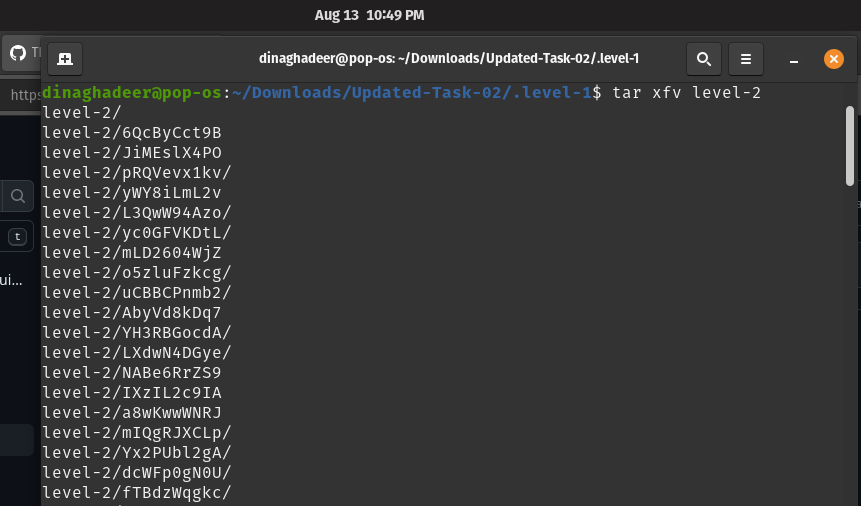 Aug 13 10:49 PM
dinaghadeer@pop-os: ~/Downloads/Updated-Task-02/.level-1
https
dinaghadeer@pop-os:~/Downloads/Updated-Task-02/.level-1$ tar xfv level-2
level-2/
level-2/6QcByCct9B
level-2/JiMEslX4PO
level-2/pRQVevx1kv/
level-2/yWY8iLmL2v
level-2/L3QwW94Azo/
level-2/yc0GFVKDtL/
level-2/mLD2604WjZ
level-2/o5zluFzkcg/
level-2/uCBBCPnmb2/
level-2/AbyVd8kDq7
level-2/YH3RBGocdA/
level-2/LXdwN4DGye/
level-2/NABe6RrZS9
level-2/IXzIL2c9IA
level-2/a8wKwwWNRJ
level-2/mIQgRJXCLp/
level-2/Yx2PUbl2gA/
level-2/dcWFp0gN0U/
level-2/fTBdzWqgkc/
t
ui...